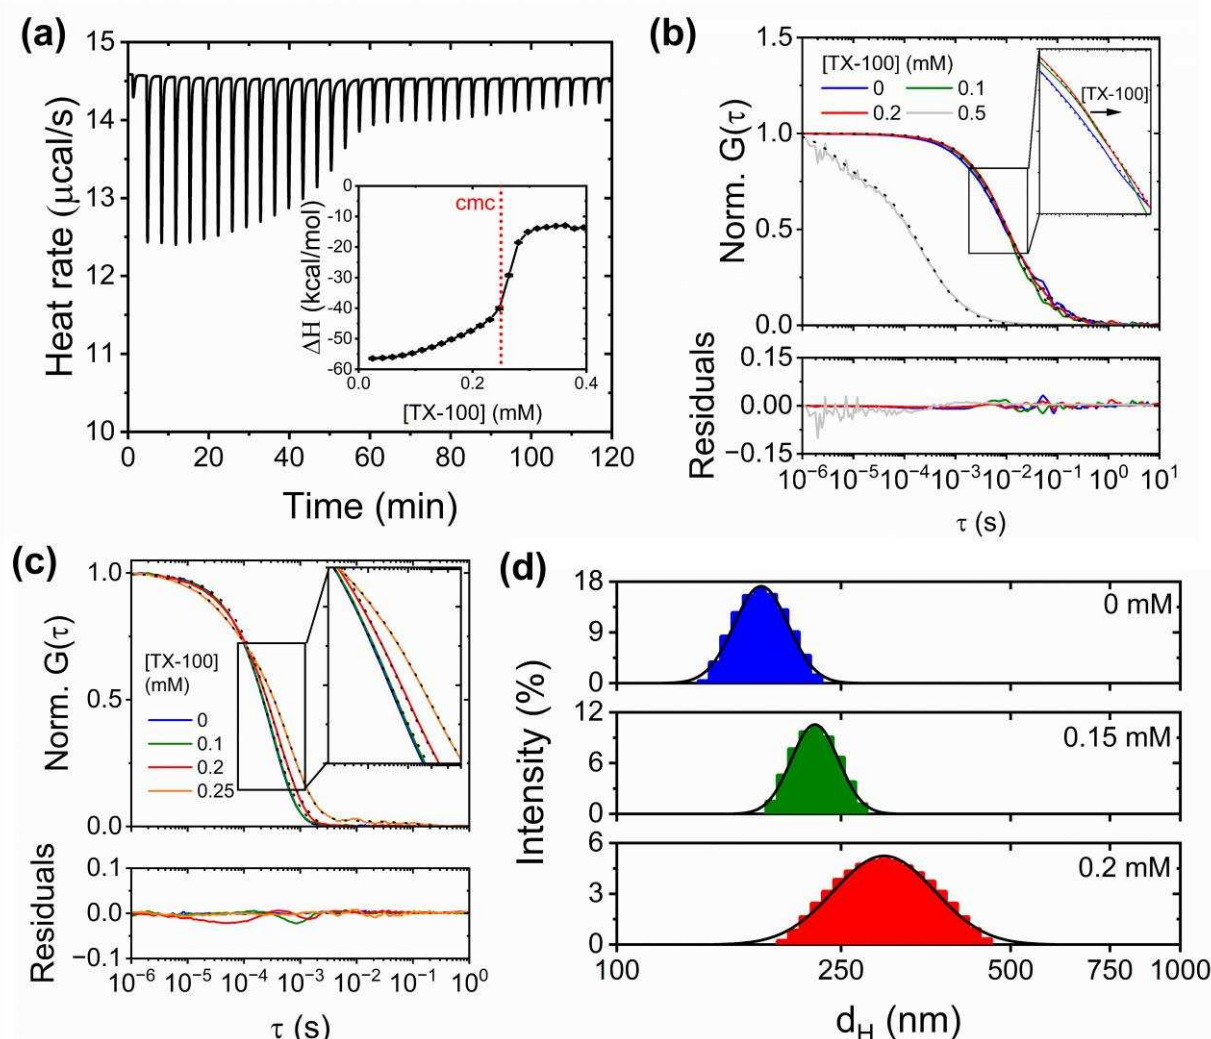 (a)
15
14
13
12
11
10
Heat rate (μcal/s)
0 20 40 60 80 100 120
Time (min)
0
-10
-20
-30
-40
-50
-60
ΔH (kcal/mol)
cmc
0.0 0.2 0.4
[TX-100] (mM)
(b)
1.5
1.0
0.5
0.0
Norm. G(τ)
[TX-100] (mM)
0 0.1
0.2 0.5
[TX-100]
0.15
0.00
−0.15
Residuals
10⁻⁶ 10⁻⁵ 10⁻⁴ 10⁻³ 10⁻² 10⁻¹ 10⁰ 10¹
τ (s)
(c)
1.0
0.5
0.0
Norm. G(τ)
[TX-100]
(mM)
0
0.1
0.2
0.25
0.1
0.0
−0.1
Residuals
10⁻⁶ 10⁻⁵ 10⁻⁴ 10⁻³ 10⁻² 10⁻¹ 10⁰
τ (s)
(d)
18
9
0
0 mM
12
6
0
0.15 mM
6
3
0
0.2 mM
Intensity (%)
100 250 500 750 1000
d_H (nm)